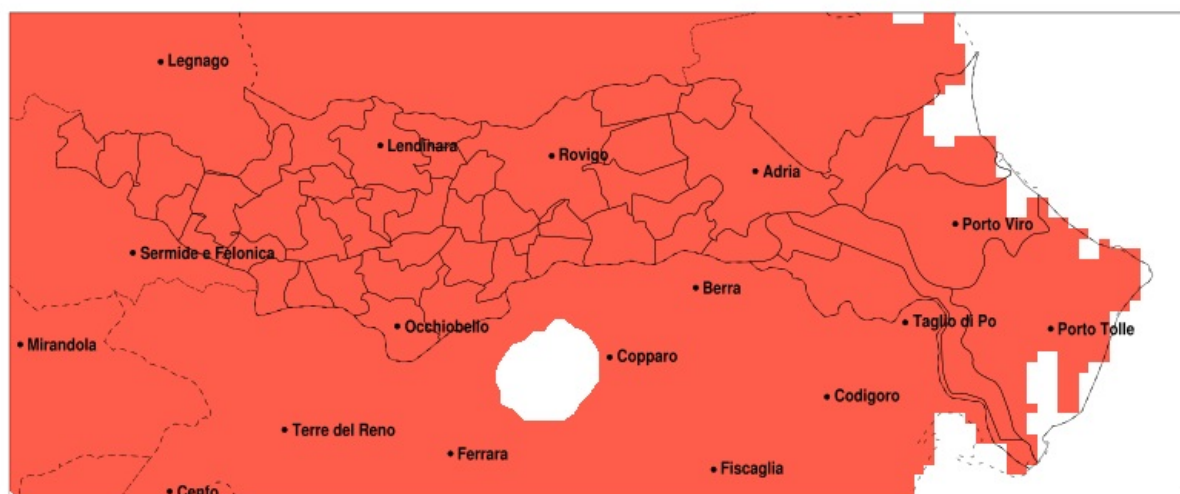 Legnago
Lendinara
Rovigo
Adria
Porto Viro
Sermide e Felonica
Berra
Occhiobello
Taglio di Po
Porto Tolle
Mirandola
Copparo
Codigoro
Terre del Reno
Ferrara
Fiscaglia
Cento